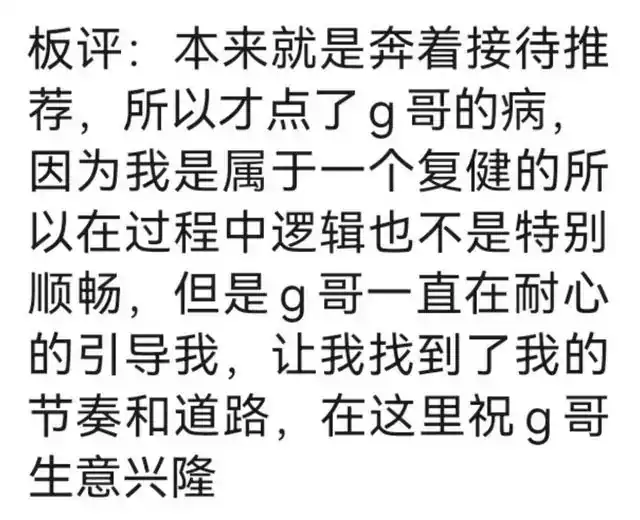 板评：本来就是奔着接待推
荐，所以才点了g哥的病，
因为我是属于一个复健的所
以在过程中逻辑也不是特别
顺畅，但是g哥一直在耐心
的引导我，让我找到了我的
节奏和道路，在这里祝g哥
生意兴隆